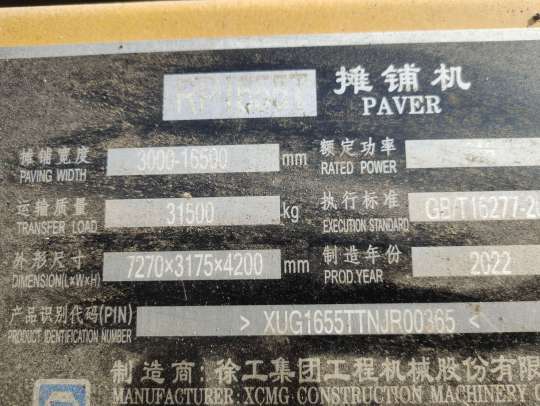 摊铺机
PAVER
摊铺宽度 3000-16500 mm 额定功率
PAVING WIDTH RATED POWER
运输质量 31500 kg 执行标准
TRANSFER LOAD EXECUTION STANDARD GB/T16277-2
外形尺寸 7270×3175×4200 mm 制造年份 2022
DIMENSION(L×W×H) PROD.YEAR
产品识别代码(PIN) > XUG1655TTNJR00365 <
PRODUCT IDENTIFICATION NUMBER
制造商:徐工集团工程机械股份有限
MANUFACTURER:XCMG CONSTRUCTION MACHINERY